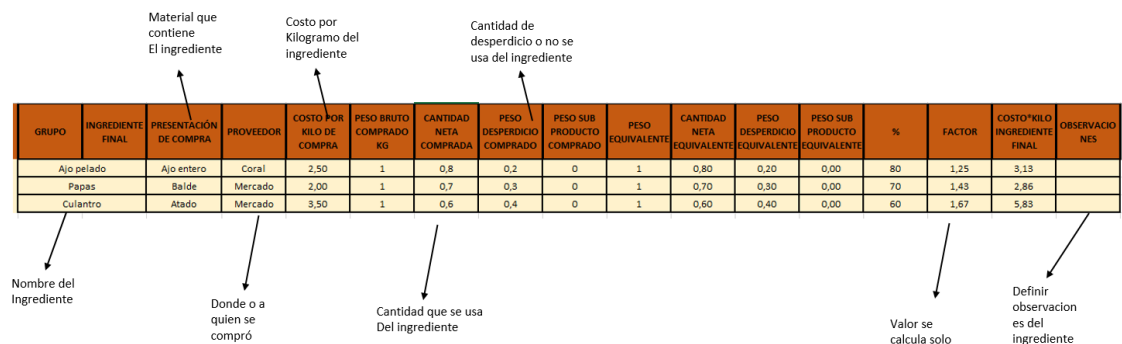 Material que
contiene
El ingrediente
Costo por
Kilogramo del
ingrediente
Cantidad de
desperdicio o no se
usa del ingrediente
GRUPO
INGREDIENTE
FINAL
PRESENTACIÓN
DE COMPRA
PROVEEDOR
COSTO POR
KILO DE
COMPRA
PESO BRUTO
COMPRADO
KG
CANTIDAD
NETA
COMPRADA
PESO
DESPERDICIO
COMPRADO
PESO SUB
PRODUCTO
COMPRADO
PESO
EQUIVALENTE
CANTIDAD
NETA
EQUIVALENTE
PESO
DESPERDICIO
EQUIVALENTE
PESO SUB
PRODUCTO
EQUIVALENTE
%
FACTOR
COSTO*KILO
INGREDIENTE
FINAL
OBSERVACIO
NES
Ajo pelado Ajo entero Coral 2,50 1 0,8 0,2 0 1 0,80 0,20 0,00 80 1,25 3,13
Papas Balde Mercado 2,00 1 0,7 0,3 0 1 0,70 0,30 0,00 70 1,43 2,86
Culantro Atado Mercado 3,50 1 0,6 0,4 0 1 0,60 0,40 0,00 60 1,67 5,83
Nombre del
Ingrediente
Donde o a
quien se
compró
Cantidad que se usa
Del ingrediente
Valor se
calcula solo
Definir
observacion
es del
ingrediente